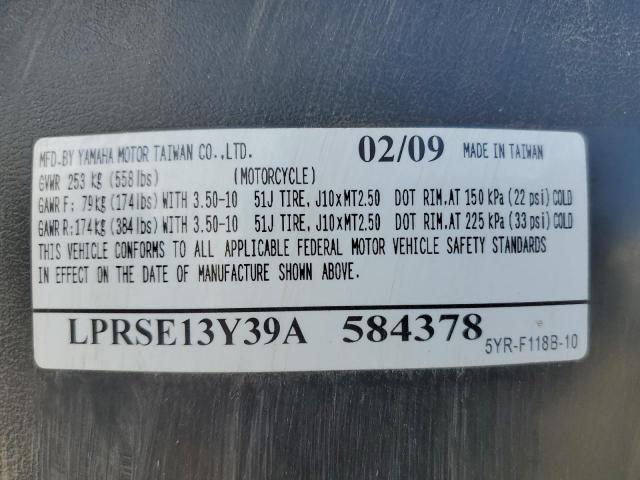 MFD.BY YAMAHA MOTOR TAIWAN CO.,LTD. 02/09 MADE IN TAIWAN
GVWR 253 kg (558 lbs) (MOTORCYCLE)
GAWR F: 79 kg (174 lbs) WITH 3.50-10 51J TIRE, J10xMT2.50 DOT RIM.AT 150 kPa (22 psi) COLD
GAWR R: 174 kg (384 lbs) WITH 3.50-10 51J TIRE, J10xMT2.50 DOT RIM.AT 225 kPa (33 psi) COLD
THIS VEHICLE CONFORMS TO ALL APPLICABLE FEDERAL MOTOR VEHICLE SAFETY STANDARDS
IN EFFECT ON THE DATE OF MANUFACTURE SHOWN ABOVE.
LPRSE13Y39A 584378
5YR-F118B-10